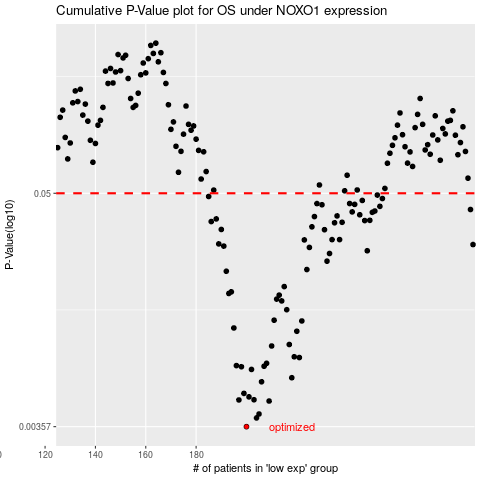 Cumulative P-Value plot for OS under NOXO1 expression
P-Value(log10)
0.05
0.00357
optimized
0 120 140 160 180
# of patients in 'low exp' group